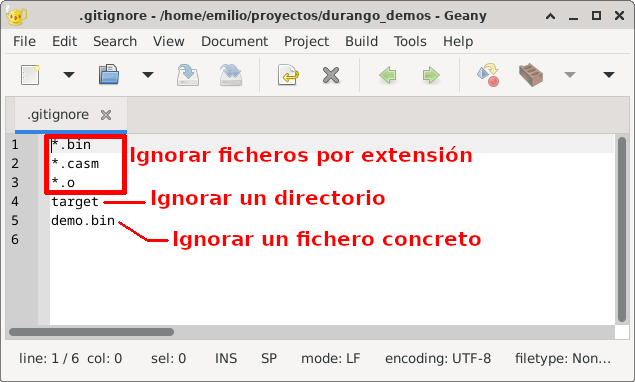 .gitignore - /home/emilio/proyectos/durango_demos - Geany
File Edit Search View Document Project Build Tools Help
.gitignore
1 *.bin
2 *.casm
3 *.o
Ignorar ficheros por extensión
4 target
Ignorar un directorio
5 demo.bin
Ignorar un fichero concreto
6
line: 1 / 6 col: 0 sel: 0 INS SP mode: LF encoding: UTF-8 filetype: Non...